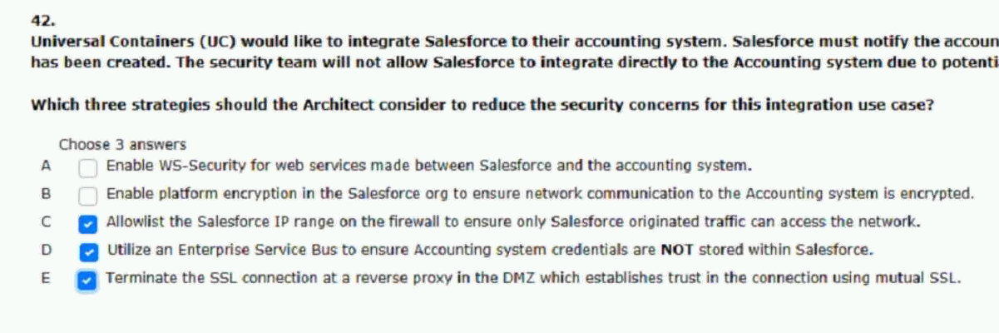 42.
Universal Containers (UC) would like to integrate Salesforce to their accounting system. Salesforce must notify the accoun
has been created. The security team will not allow Salesforce to integrate directly to the Accounting system due to potenti
Which three strategies should the Architect consider to reduce the security concerns for this integration use case?
Choose 3 answers
A Enable WS-Security for web services made between Salesforce and the accounting system.
B Enable platform encryption in the Salesforce org to ensure network communication to the Accounting system is encrypted.
C Allowlist the Salesforce IP range on the firewall to ensure only Salesforce originated traffic can access the network.
D Utilize an Enterprise Service Bus to ensure Accounting system credentials are NOT stored within Salesforce.
E Terminate the SSL connection at a reverse proxy in the DMZ which establishes trust in the connection using mutual SSL.